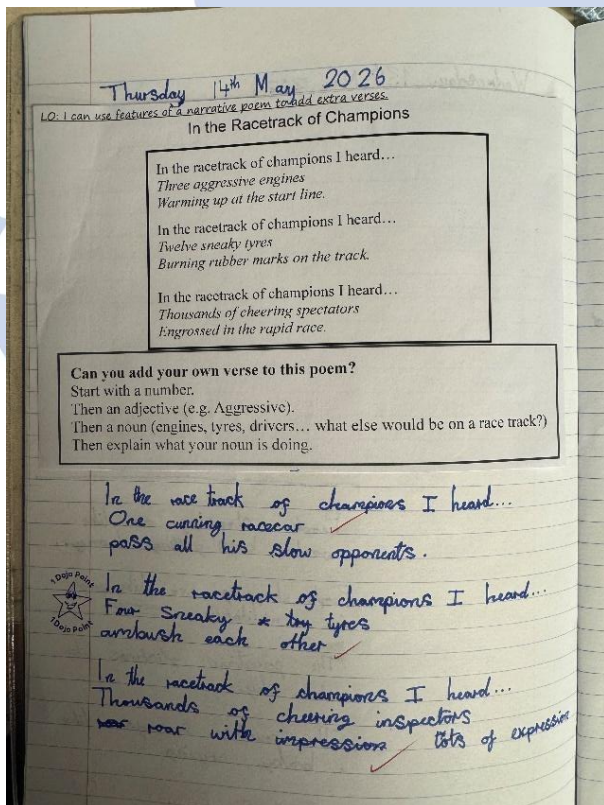 Thursday 14th May 2026
LO: I can use features of a narrative poem to add extra verses.
In the Racetrack of Champions
In the racetrack of champions I heard…
Three aggressive engines
Warming up at the start line.
In the racetrack of champions I heard…
Twelve sneaky tyres
Burning rubber marks on the track.
In the racetrack of champions I heard…
Thousands of cheering spectators
Engrossed in the rapid race.
Can you add your own verse to this poem?
Start with a number.
Then an adjective (e.g. Aggressive).
Then a noun (engines, tyres, drivers… what else would be on a race track?)
Then explain what your noun is doing.
In the race track of champions I heard...
One cunning racecar
pass all his slow opponents.
1 Dojo Point
In the racetrack of champions I heard...
Four Sneaky * tyres
ambush each other
1 Dojo Point
In the racetrack of champions I heard...
Thousands of cheering inspectors
roar with impression lots of expression